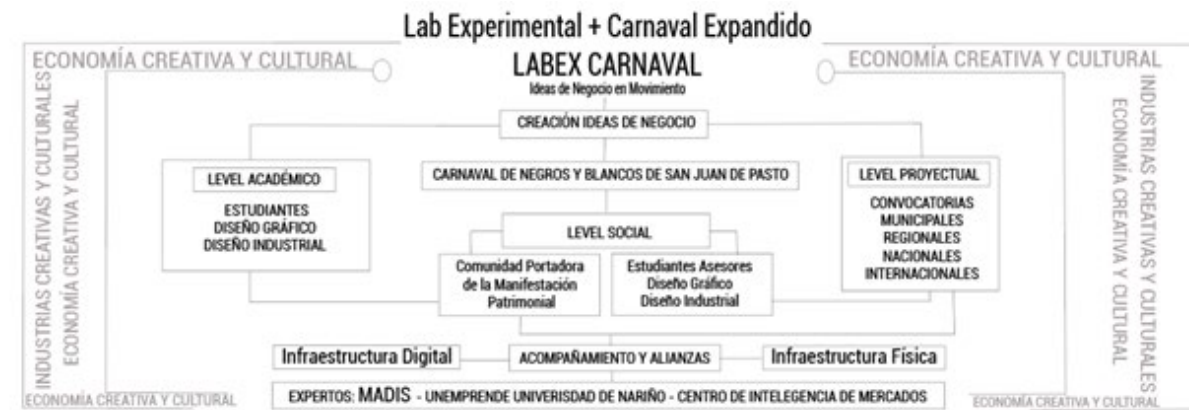 Lab Experimental + Carnaval Expandido
ECONOMÍA CREATIVA Y CULTURAL
ECONOMÍA CREATIVA Y CULTURAL
LABEX CARNAVAL
Ideas de Negocio en Movimiento
INDUSTRIAS CREATIVAS Y CULTURALES
ECONOMÍA CREATIVA Y CULTURAL
CREACIÓN IDEAS DE NEGOCIO
LEVEL ACADÉMICO
ESTUDIANTES
DISEÑO GRÁFICO
DISEÑO INDUSTRIAL
CARNAVAL DE NEGROS Y BLANCOS DE SAN JUAN DE PASTO
LEVEL PROYECTUAL
CONVOCATORIAS
MUNICIPALES
REGIONALES
NACIONALES
INTERNACIONALES
LEVEL SOCIAL
Comunidad Portadora
de la Manifestación
Patrimonial
Estudiantes Asesores
Diseño Gráfico
Diseño Industrial
INDUSTRIAS CREATIVAS Y CULTURALES
ECONOMÍA CREATIVA Y CULTURAL
Infraestructura Digital
ACOMPAÑAMIENTO Y ALIANZAS
Infraestructura Física
EXPERTOS: MADIS - UNEMPRENDE UNIVERISDAD DE NARIÑO - CENTRO DE INTELEGENCIA DE MERCADOS
ECONOMÍA CREATIVA Y CULTURAL
ECONOMÍA CREATIVA Y CULTURAL